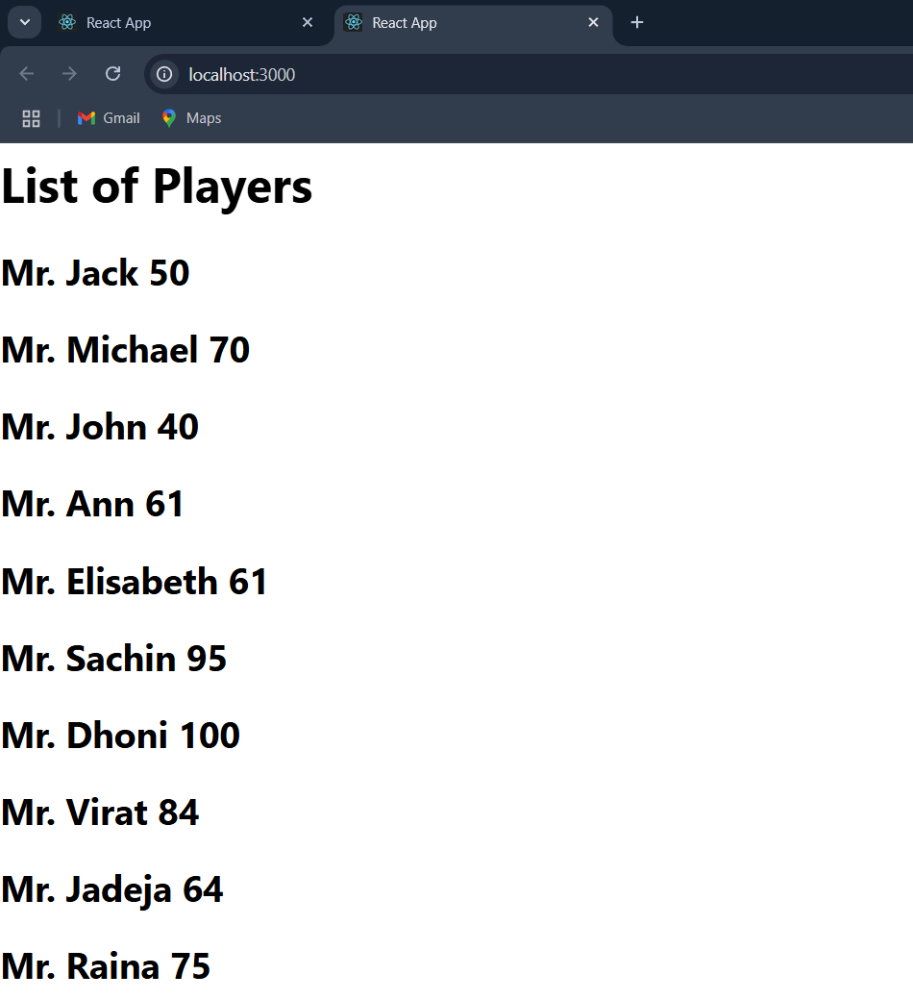 React App
React App
localhost:3000
Gmail
Maps
List of Players
Mr. Jack 50
Mr. Michael 70
Mr. John 40
Mr. Ann 61
Mr. Elisabeth 61
Mr. Sachin 95
Mr. Dhoni 100
Mr. Virat 84
Mr. Jadeja 64
Mr. Raina 75